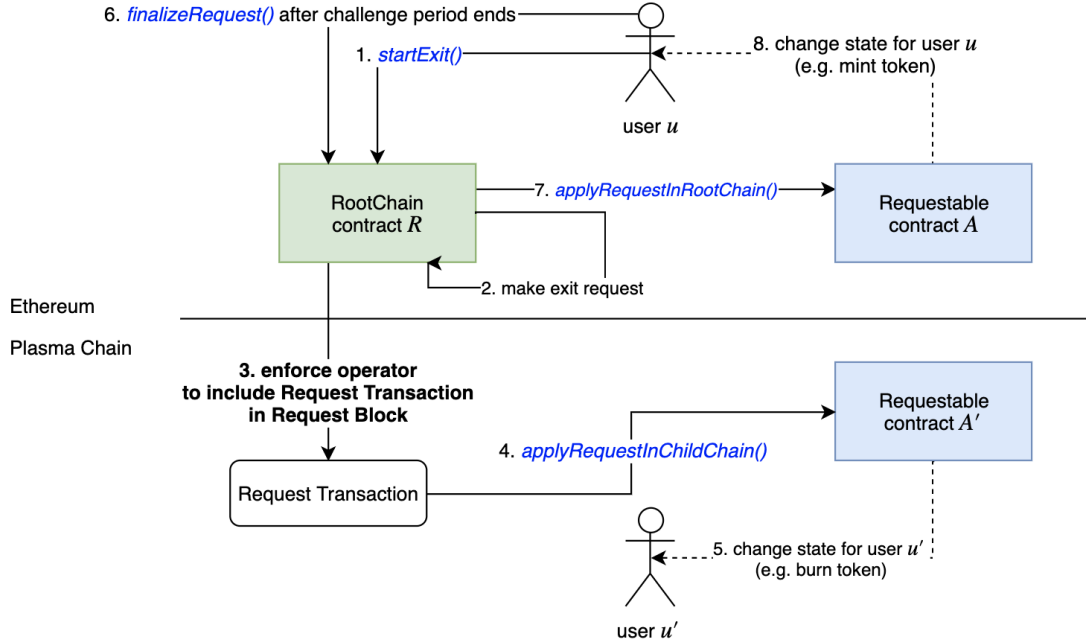 6. finalizeRequest() after challenge period ends
1. startExit()
8. change state for user u
(e.g. mint token)
user u
RootChain
contract R
7. applyRequestInRootChain()
Requestable
contract A
2. make exit request
Ethereum
Plasma Chain
3. enforce operator
to include Request Transaction
in Request Block
Requestable
contract A′
4. applyRequestInChildChain()
Request Transaction
5. change state for user u′
(e.g. burn token)
user u′